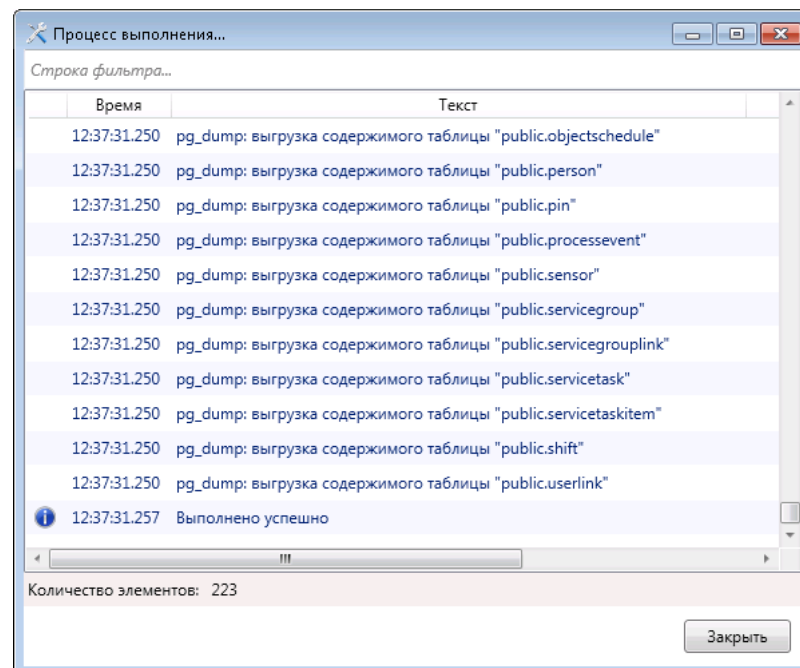 Процесс выполнения...
Строка фильтра...
Время Текст
12:37:31.250 pg_dump: выгрузка содержимого таблицы "public.objectschedule"
12:37:31.250 pg_dump: выгрузка содержимого таблицы "public.person"
12:37:31.250 pg_dump: выгрузка содержимого таблицы "public.pin"
12:37:31.250 pg_dump: выгрузка содержимого таблицы "public.processevent"
12:37:31.250 pg_dump: выгрузка содержимого таблицы "public.sensor"
12:37:31.250 pg_dump: выгрузка содержимого таблицы "public.servicegroup"
12:37:31.250 pg_dump: выгрузка содержимого таблицы "public.servicegrouplink"
12:37:31.250 pg_dump: выгрузка содержимого таблицы "public.servicetask"
12:37:31.250 pg_dump: выгрузка содержимого таблицы "public.servicetaskitem"
12:37:31.250 pg_dump: выгрузка содержимого таблицы "public.shift"
12:37:31.250 pg_dump: выгрузка содержимого таблицы "public.userlink"
12:37:31.257 Выполнено успешно
Количество элементов: 223
Закрыть